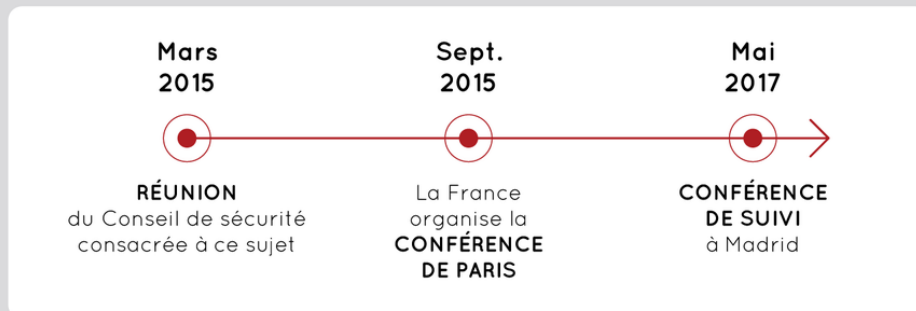 Mars
2015
RÉUNION
du Conseil de sécurité
consacrée à ce sujet
Sept.
2015
La France
organise la
CONFÉRENCE
DE PARIS
Mai
2017
CONFÉRENCE
DE SUIVI
à Madrid